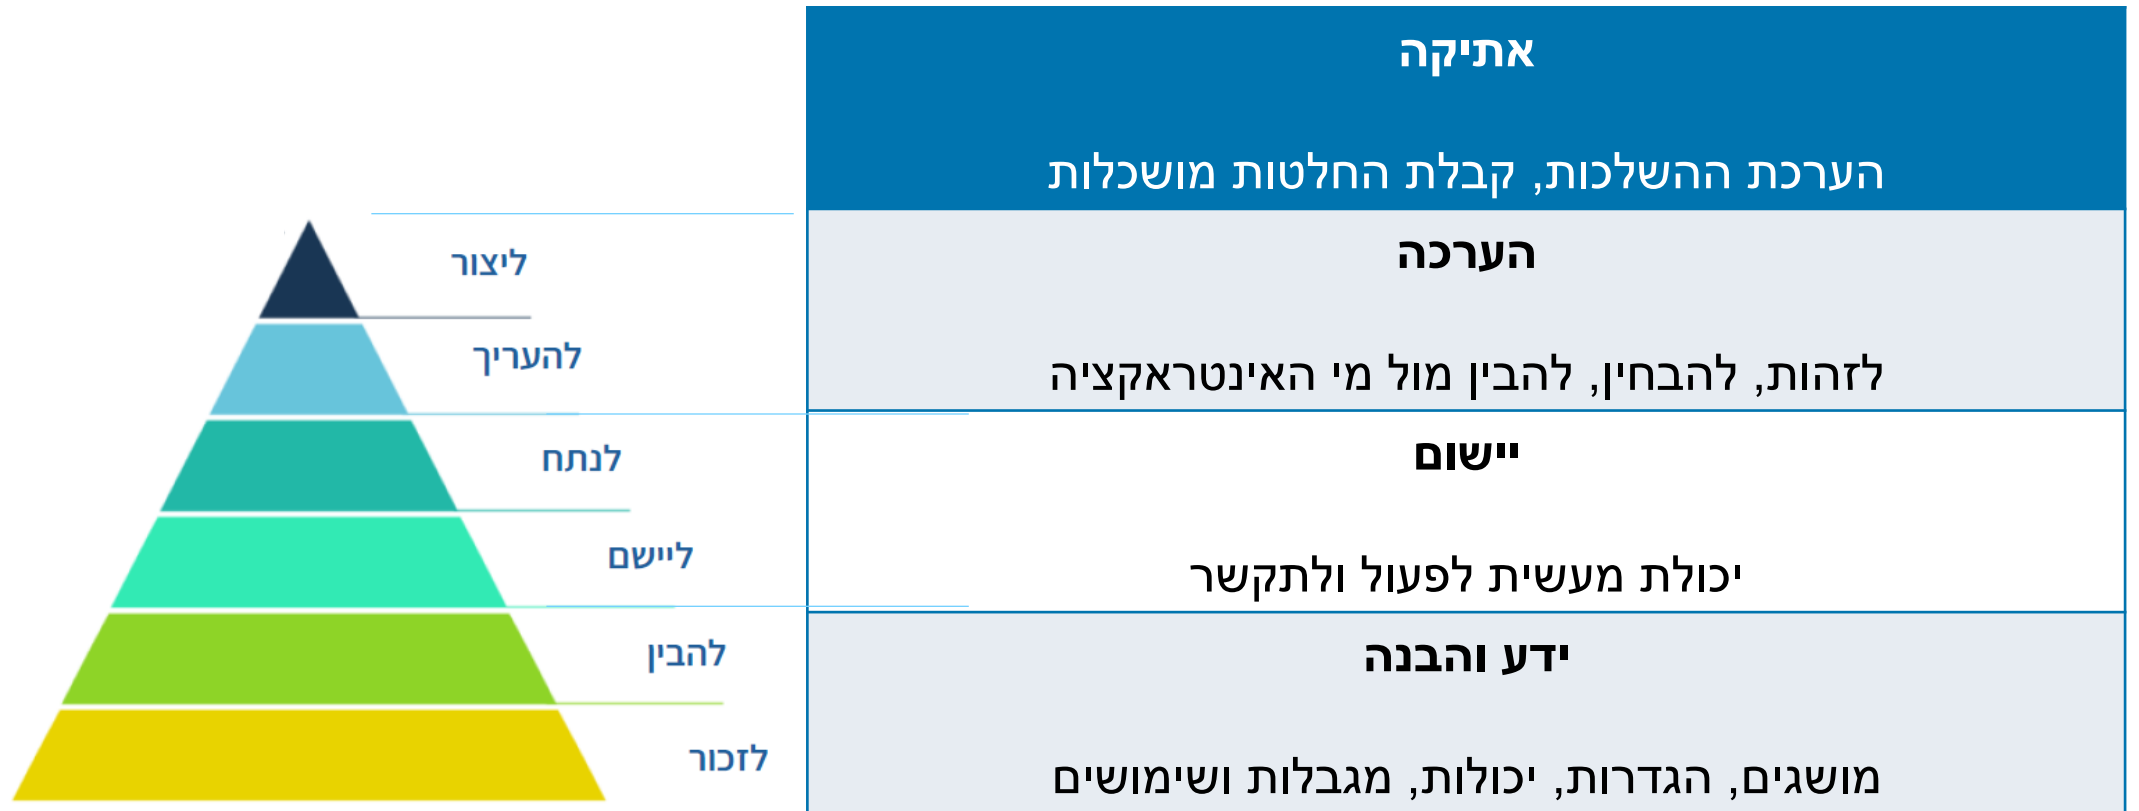 אתיקה
הערכת ההשלכות, קבלת החלטות מושכלות
הערכה
לזהות, להבחין, להבין מול מי האינטראקציה
יישום
יכולת מעשית לפעול ולתקשר
ידע והבנה
מושגים, הגדרות, יכולות, מגבלות ושימושים
ליצור
להעריך
לנתח
ליישם
להבין
לזכור